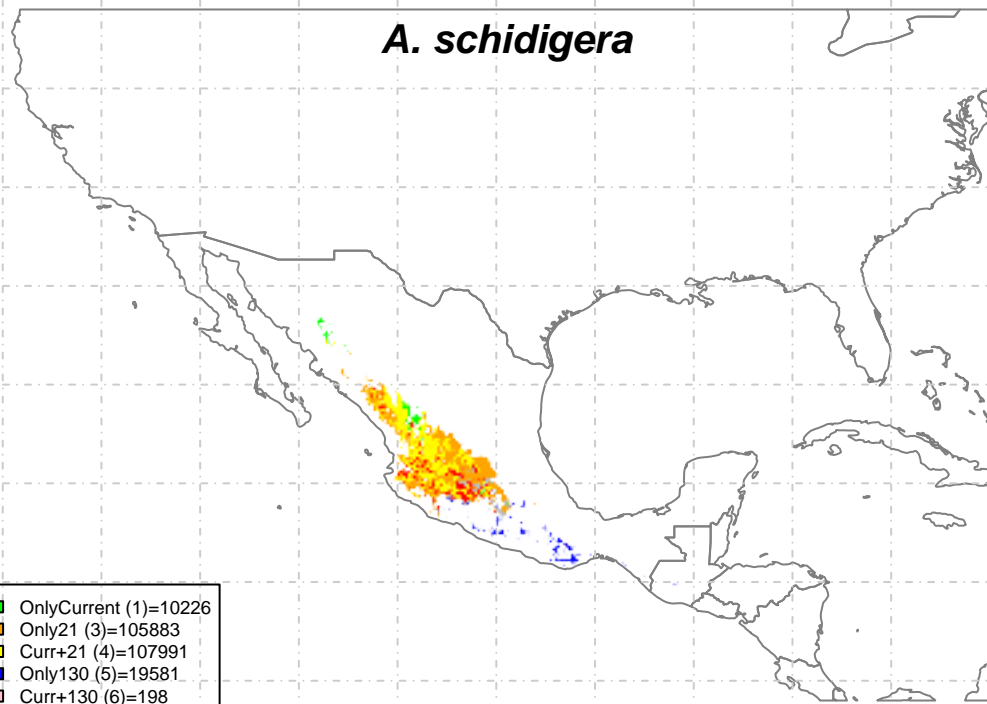 A. schidigera
OnlyCurrent (1)=10226
Only21 (3)=105883
Curr+21 (4)=107991
Only130 (5)=19581
Curr+130 (6)=198